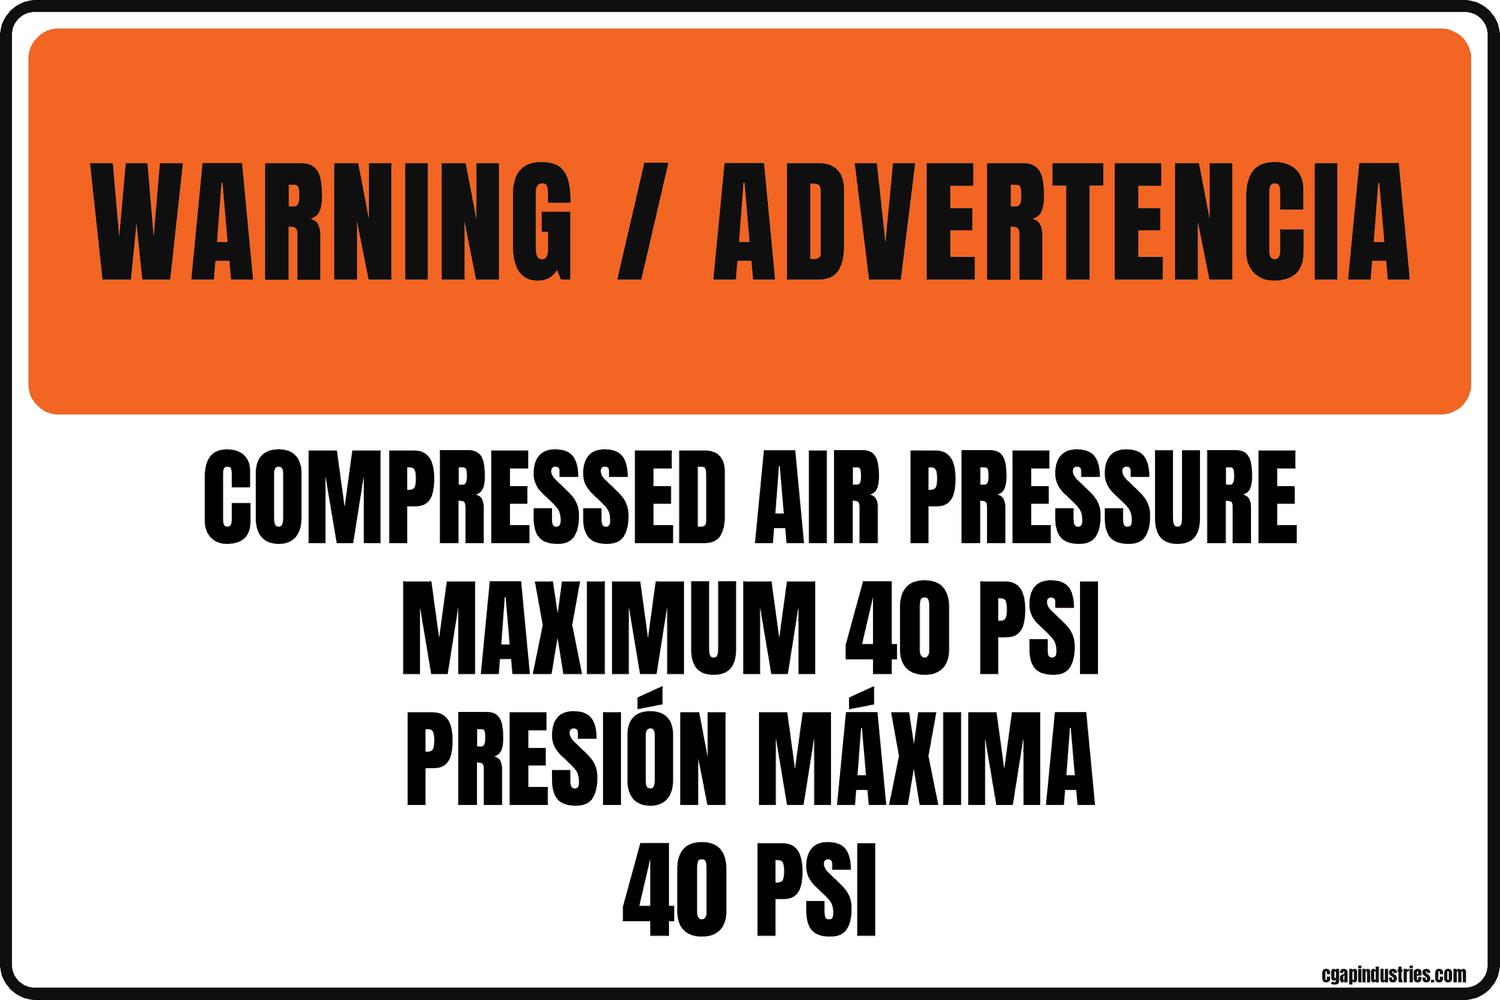 WARNING / ADVERTENCIA
COMPRESSED AIR PRESSURE
MAXIMUM 40 PSI
PRESIÓN MÁXIMA
40 PSI
cgapindustries.com